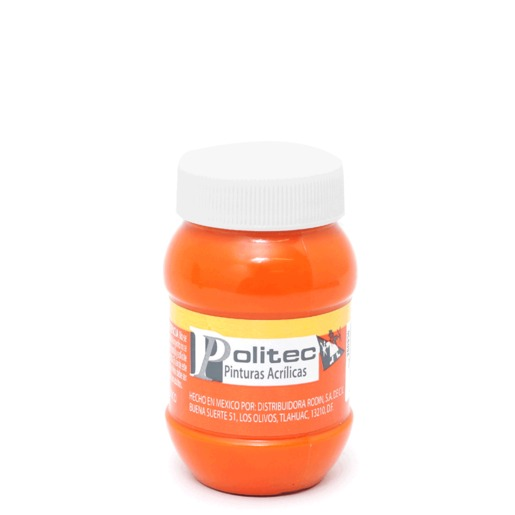 Politec
Pinturas Acrílicas
HECHO EN MEXICO POR: DISTRIBUIDORA RODIN, S.A. DE C.V.
BUENA SUERTE 51, LOS OLIVOS, TLAHUAC, 13210, D.F.